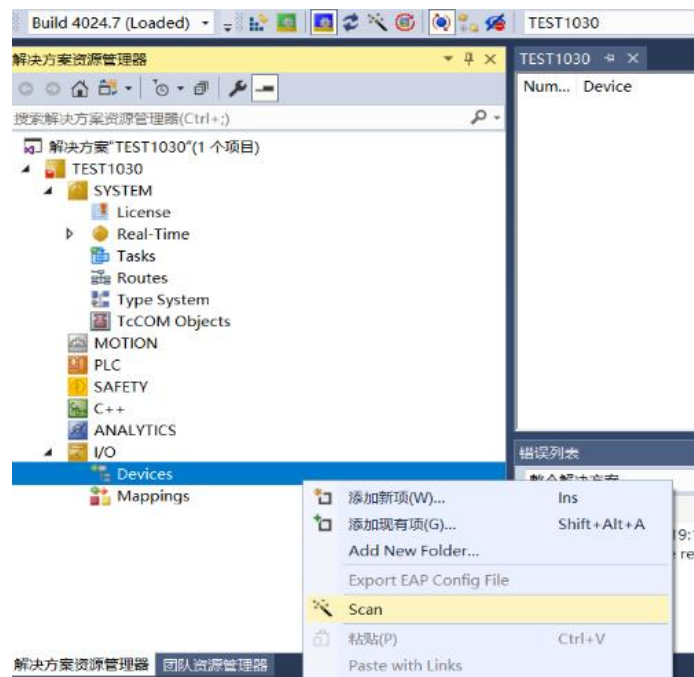 Build 4024.7 (Loaded)
TEST1030
解决方案资源管理器
TEST1030
Num... Device
搜索解决方案资源管理器(Ctrl+;)
解决方案"TEST1030"(1 个项目)
TEST1030
SYSTEM
License
Real-Time
Tasks
Routes
Type System
TcCOM Objects
MOTION
PLC
SAFETY
C++
ANALYTICS
I/O
错误列表
Devices
Mappings
添加新项(W)... Ins
添加现有项(G)... Shift+Alt+A
Add New Folder...
Export EAP Config File
Scan
粘贴(P) Ctrl+V
Paste with Links
解决方案资源管理器 团队资源管理器